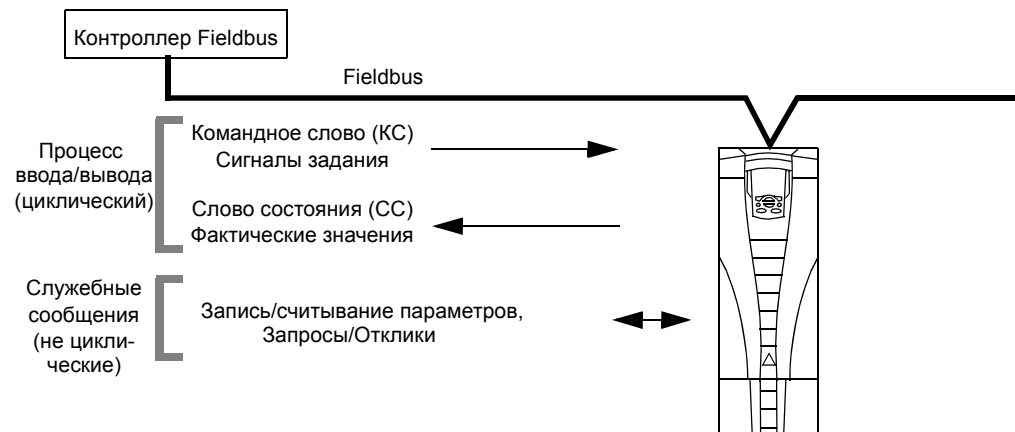 Контроллер Fieldbus
Fieldbus
Процесс
ввода/вывода
(циклический)
Командное слово (КС)
Сигналы задания
Слово состояния (СС)
Фактические значения
Служебные
сообщения
(не цикли-
ческие)
Запись/считывание параметров,
Запросы/Отклики